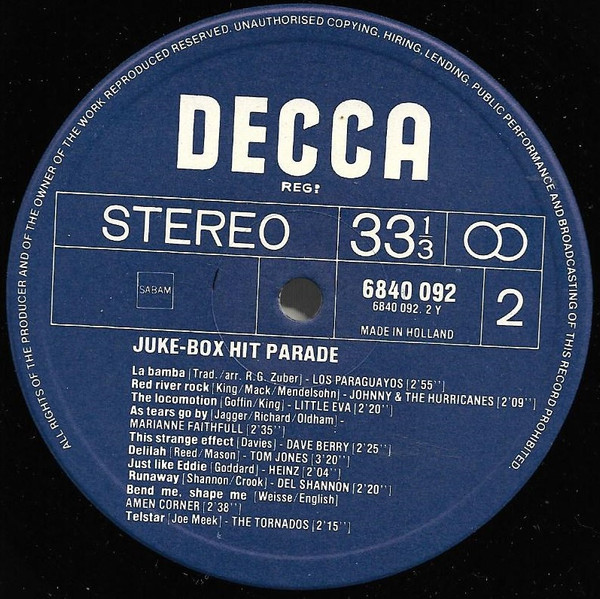 ALL RIGHTS OF THE PRODUCER AND OF THE OWNER OF THE WORK REPRODUCED RESERVED. UNAUTHORISED COPYING, HIRING, LENDING, PUBLIC PERFORMANCE AND BROADCASTING OF THIS RECORD PROHIBITED.
DECCA
REG?
STEREO 33 1/3
SABAM 6840 092 2
6840 092. 2 Y
MADE IN HOLLAND
JUKE-BOX HIT PARADE
La bamba [Trad./arr. R.G. Zuber] - LOS PARAGUAYOS [2'55'']
Red river rock [King/Mack/Mendelsohn] - JOHNNY & THE HURRICANES [2'09'']
The locomotion [Goffin/King] - LITTLE EVA [2'20'']
As tears go by [Jagger/Richard/Oldham] -
MARIANNE FAITHFULL [2'35'']
This strange effect [Davies] - DAVE BERRY [2'25'']
Delilah [Reed/Mason] - TOM JONES [3'20'']
Just like Eddie [Goddard] - HEINZ [2'04'']
Runaway [Shannon/Crook] - DEL SHANNON [2'20'']
Bend me, shape me [Weisse/English]
AMEN CORNER [2'38'']
Telstar [Joe Meek] - THE TORNADOS [2'15'']